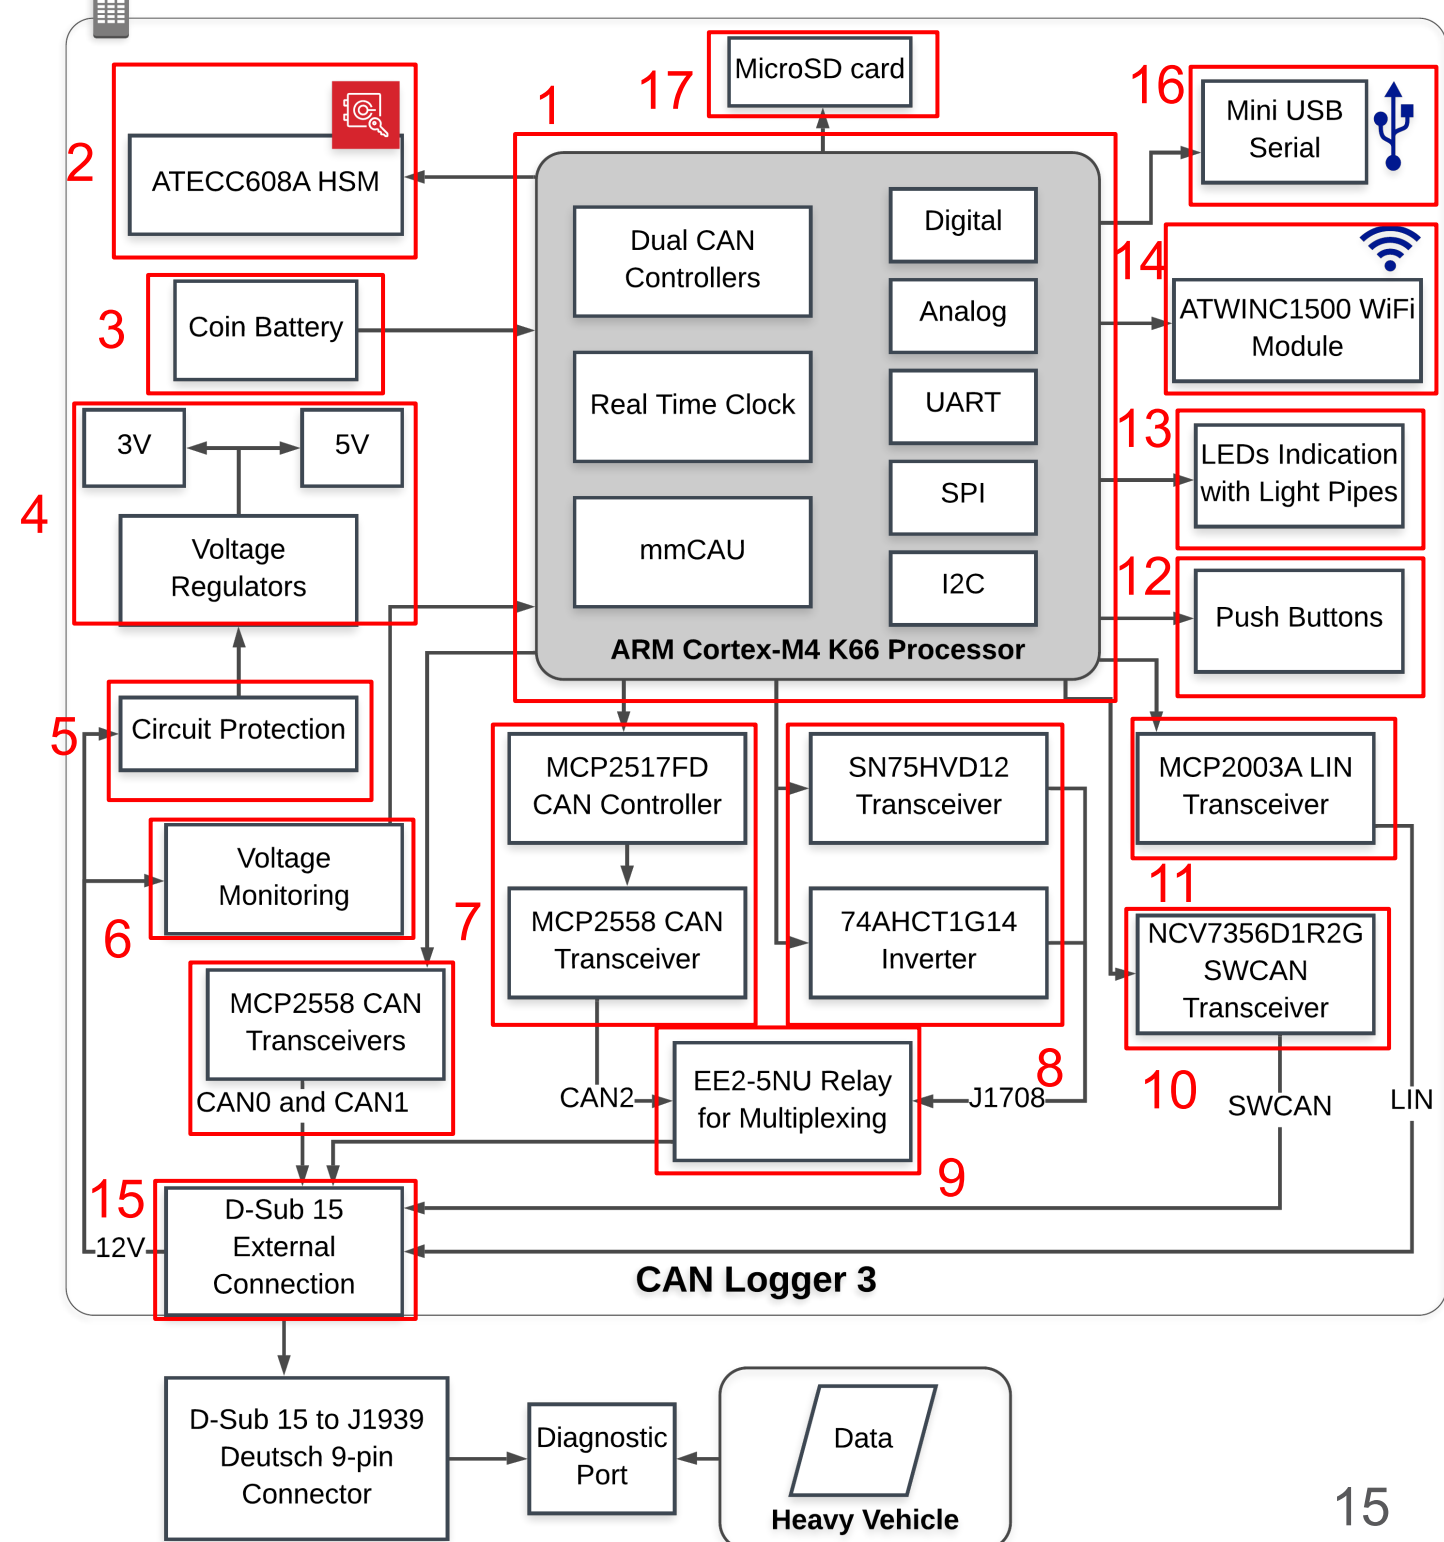 17
MicroSD card
16
Mini USB
Serial
1
2
ATECC608A HSM
Dual CAN
Controllers
Digital
14
ATWINC1500 WiFi
Module
3
Coin Battery
Analog
Real Time Clock
UART
13
LEDs Indication
with Light Pipes
4
3V
5V
Voltage
Regulators
mmCAU
SPI
I2C
12
Push Buttons
ARM Cortex-M4 K66 Processor
5
Circuit Protection
6
Voltage
Monitoring
7
MCP2517FD
CAN Controller
MCP2558 CAN
Transceiver
SN75HVD12
Transceiver
74AHCT1G14
Inverter
8
MCP2003A LIN
Transceiver
11
NCV7356D1R2G
SWCAN
Transceiver
10
MCP2558 CAN
Transceivers
CAN0 and CAN1
CAN2
EE2-5NU Relay
for Multiplexing
J1708
SWCAN
LIN
9
15
12V
D-Sub 15
External
Connection
CAN Logger 3
D-Sub 15 to J1939
Deutsch 9-pin
Connector
Diagnostic
Port
Data
Heavy Vehicle
15